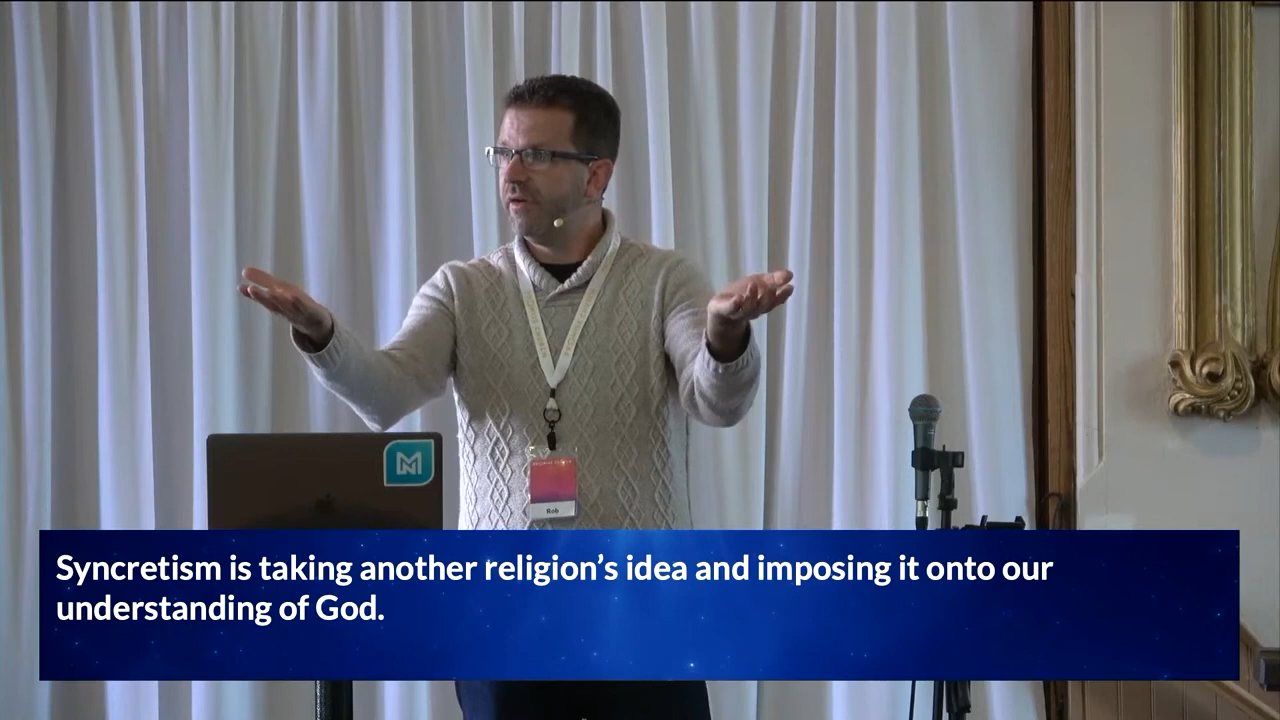 Rob
Syncretism is taking another religion’s idea and imposing it onto our
understanding of God.